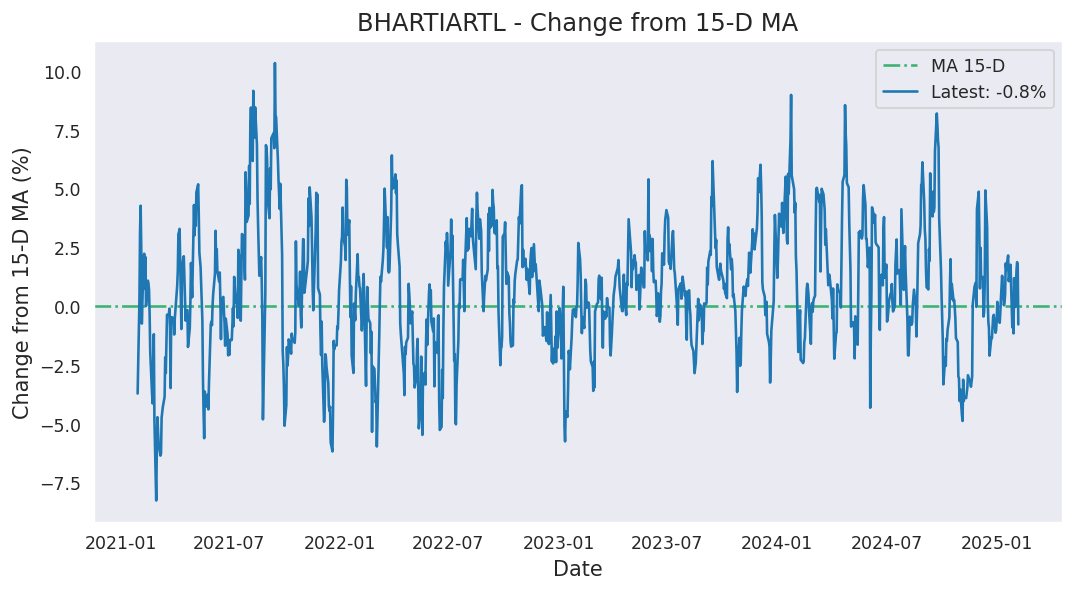 BHARTIARTL - Change from 15-D MA
MA 15-D
Latest: -0.8%
Change from 15-D MA (%)
10.0
7.5
5.0
2.5
0.0
−2.5
−5.0
−7.5
2021-01 2021-07 2022-01 2022-07 2023-01 2023-07 2024-01 2024-07 2025-01
Date